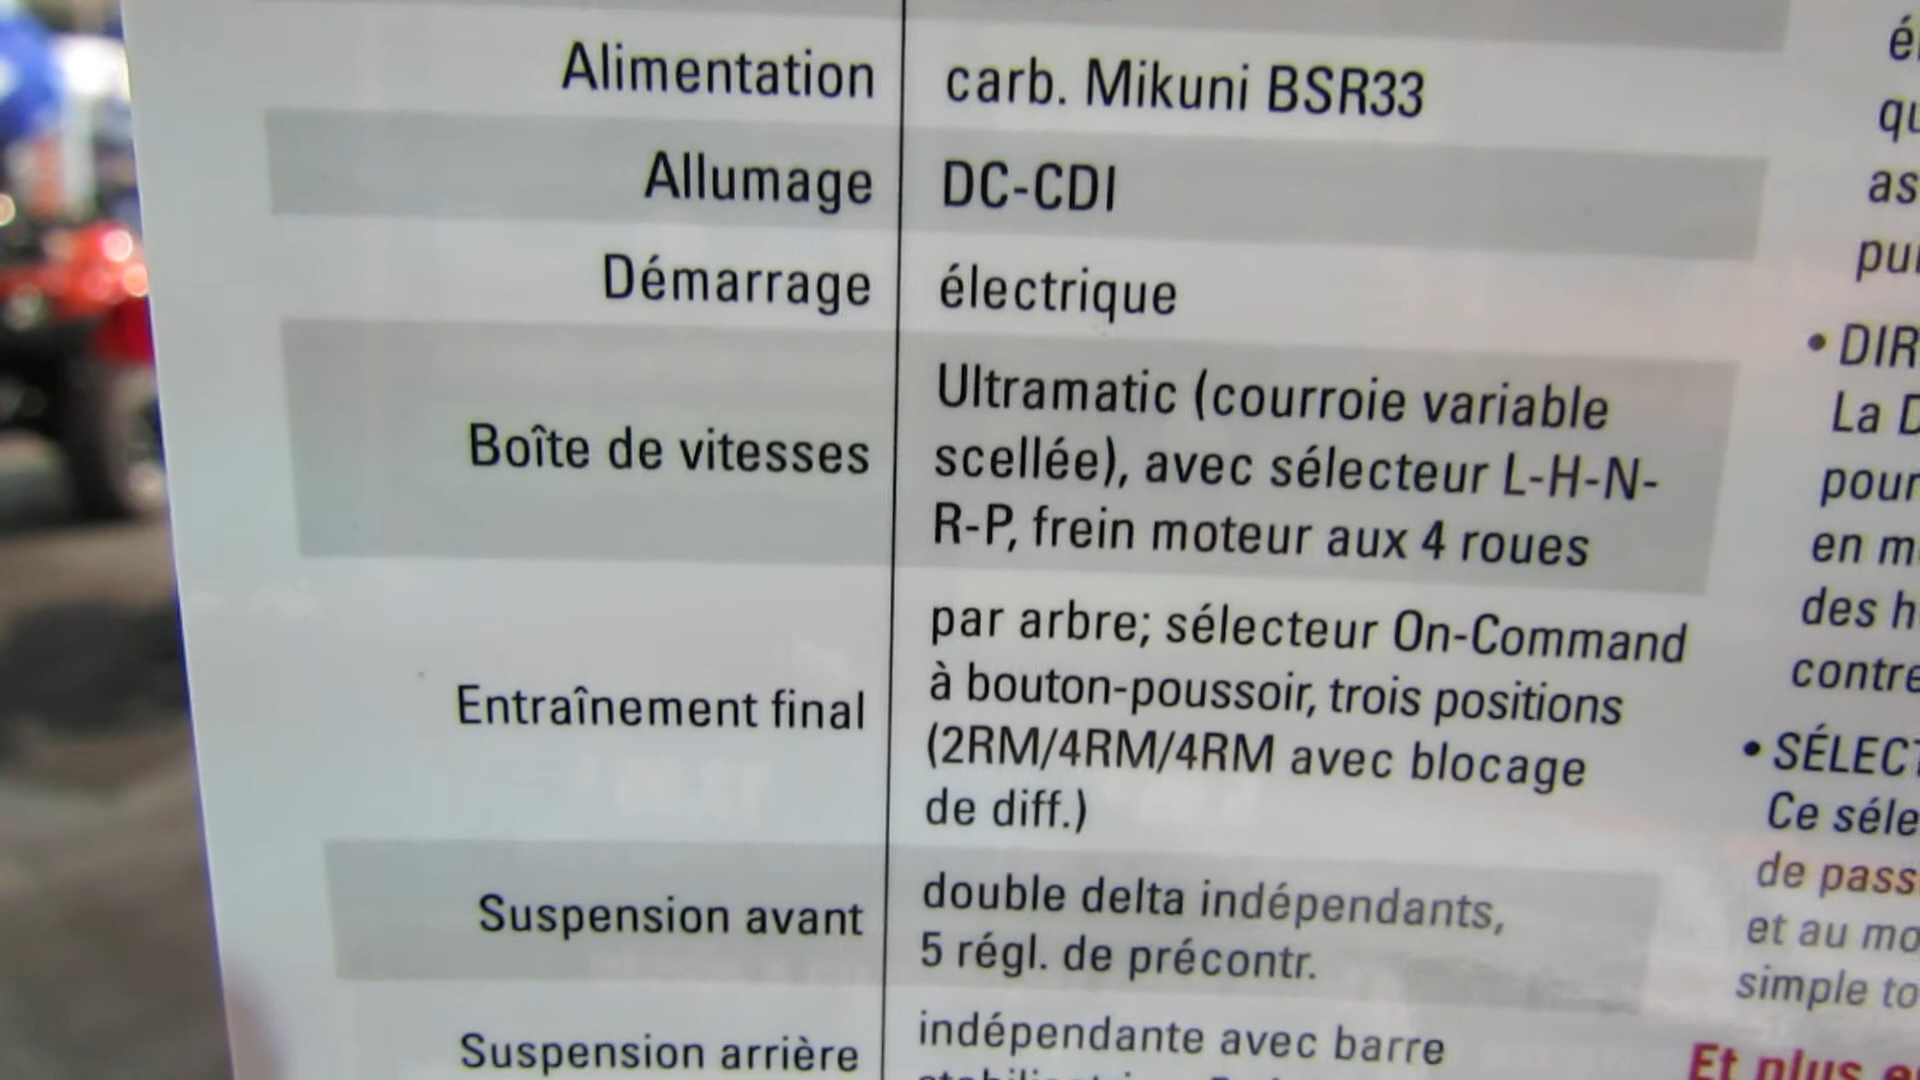 Alimentation
carb. Mikuni BSR33
Allumage
DC-CDI
Démarrage
électrique
Boîte de vitesses
Ultramatic (courroie variable
scellée), avec sélecteur L-H-N-
R-P, frein moteur aux 4 roues
Entraînement final
par arbre; sélecteur On-Command
à bouton-poussoir, trois positions
(2RM/4RM/4RM avec blocage
de diff.)
Suspension avant
double delta indépendants,
5 régl. de précontr.
Suspension arrière
indépendante avec barre
• DIR
La D
pour
en m
des h
contre
• SÉLECT
Ce séle
de pass
et au mo
simple to
Et plus e